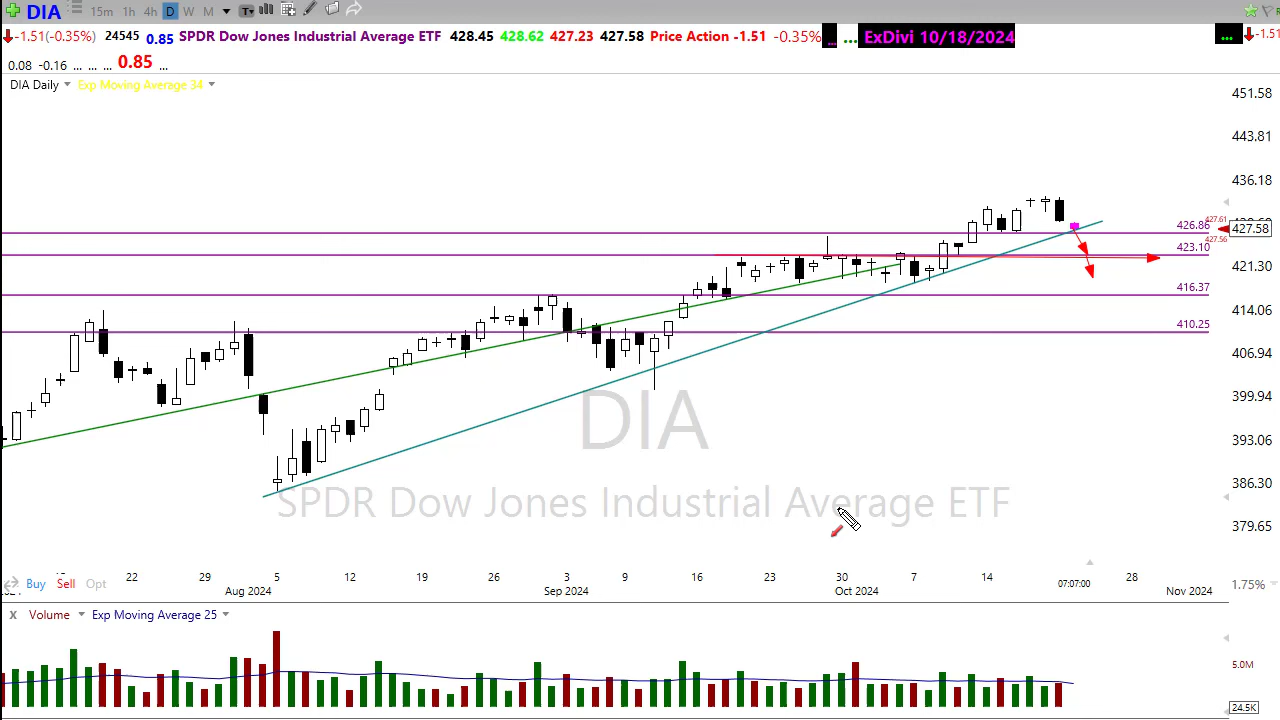 DIA 15m 1h 4h D W M T
-1.51(-0.35%) 24545 0.85 SPDR Dow Jones Industrial Average ETF 428.45 428.62 427.23 427.58 Price Action -1.51 -0.35% ... ... ExDivi 10/18/2024 ... -1.51
0.08 -0.16 ... ... ... 0.85 ...
DIA Daily Exp Moving Average 34
451.58
443.81
436.18
427.61
426.86
427.58
427.56
423.10
421.30
416.37
414.06
410.25
406.94
399.94
393.06
DIA
386.30
SPDR Dow Jones Industrial Average ETF
379.65
22 29 5 12 19 26 3 9 16 23 30 7 14 07:07:00 28
Buy Sell Opt 1.75%
Aug 2024 Sep 2024 Oct 2024 Nov 2024
X Volume Exp Moving Average 25
5.0M
24.5K